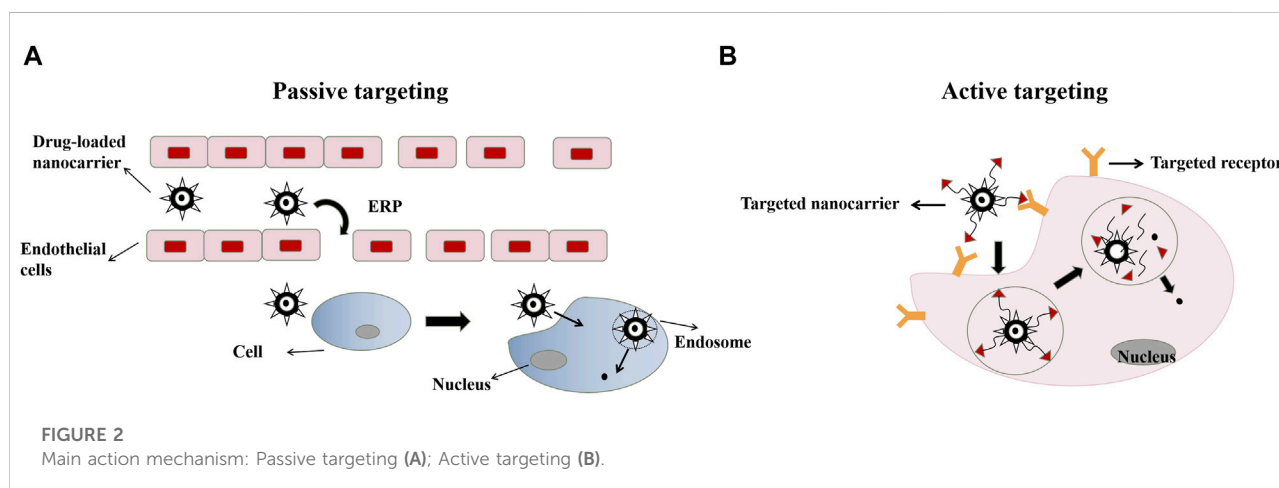 A
Passive targeting
Drug-loaded
nanocarrier
ERP
Endothelial
cells
Cell
Nucleus
Endosome
B
Active targeting
Targeted receptor
Targeted nanocarrier
Nucleus
FIGURE 2
Main action mechanism: Passive targeting (A); Active targeting (B).